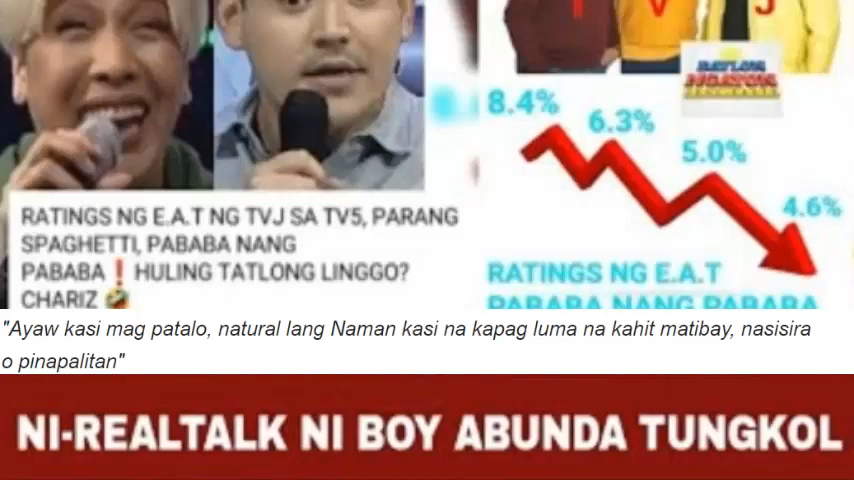 T V J
8.4%
6.3%
5.0%
4.6%
RATINGS NG E.A.T NG TVJ SA TV5, PARANG
SPAGHETTI, PABABA NANG
PABABA❗HULING TATLONG LINGGO?
CHARIZ 🤣
RATINGS NG E.A.T
PABABA NANG PABABA
"Ayaw kasi mag patalo, natural lang Naman kasi na kapag luma na kahit matibay, nasisira
o pinapalitan"
NI-REALTALK NI BOY ABUNDA TUNGKOL